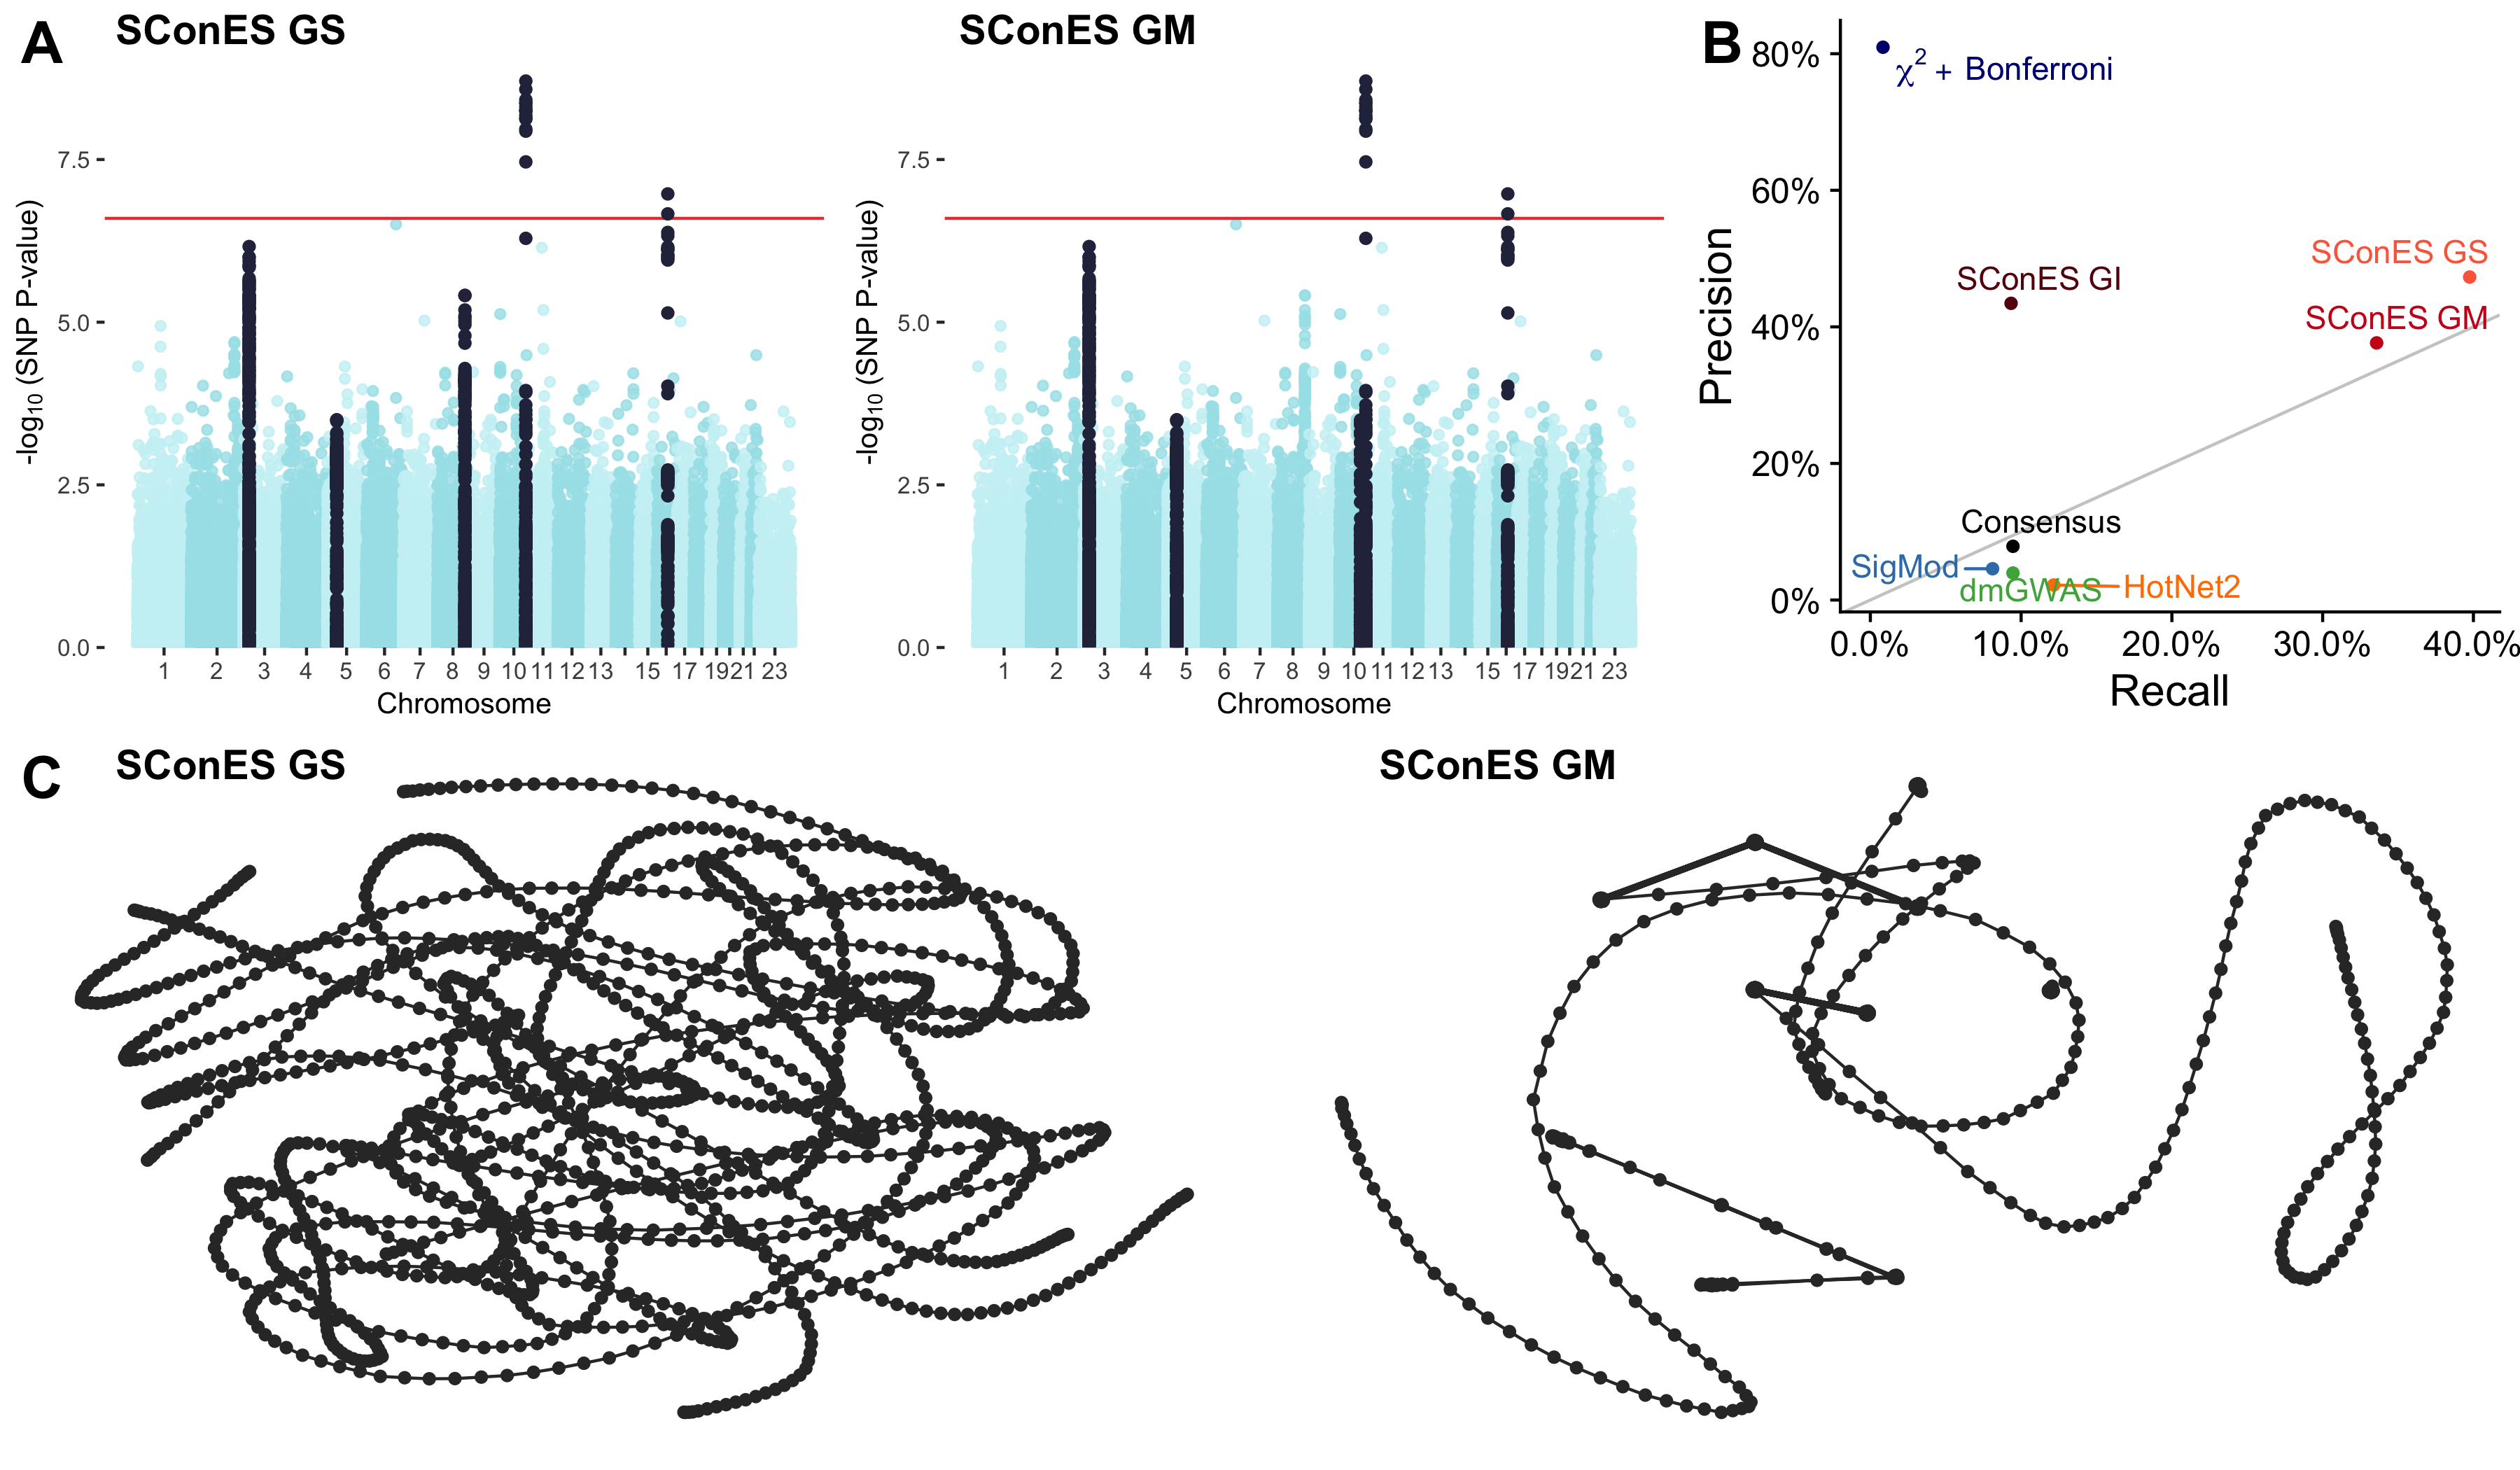 A
SConES GS
SConES GM
B
-log10 (SNP P-value)
7.5
5.0
2.5
0.0
1 2 3 4 5 6 7 8 9 10 11 12 13 15 17 19 21 23
Chromosome
-log10 (SNP P-value)
7.5
5.0
2.5
0.0
1 2 3 4 5 6 7 8 9 10 11 12 13 15 17 19 21 23
Chromosome
Precision
80%
60%
40%
20%
0%
χ2 + Bonferroni
SConES GS
SConES GI
SConES GM
Consensus
SigMod
dmGWAS
HotNet2
0.0% 10.0% 20.0% 30.0% 40.0%
Recall
C
SConES GS
SConES GM